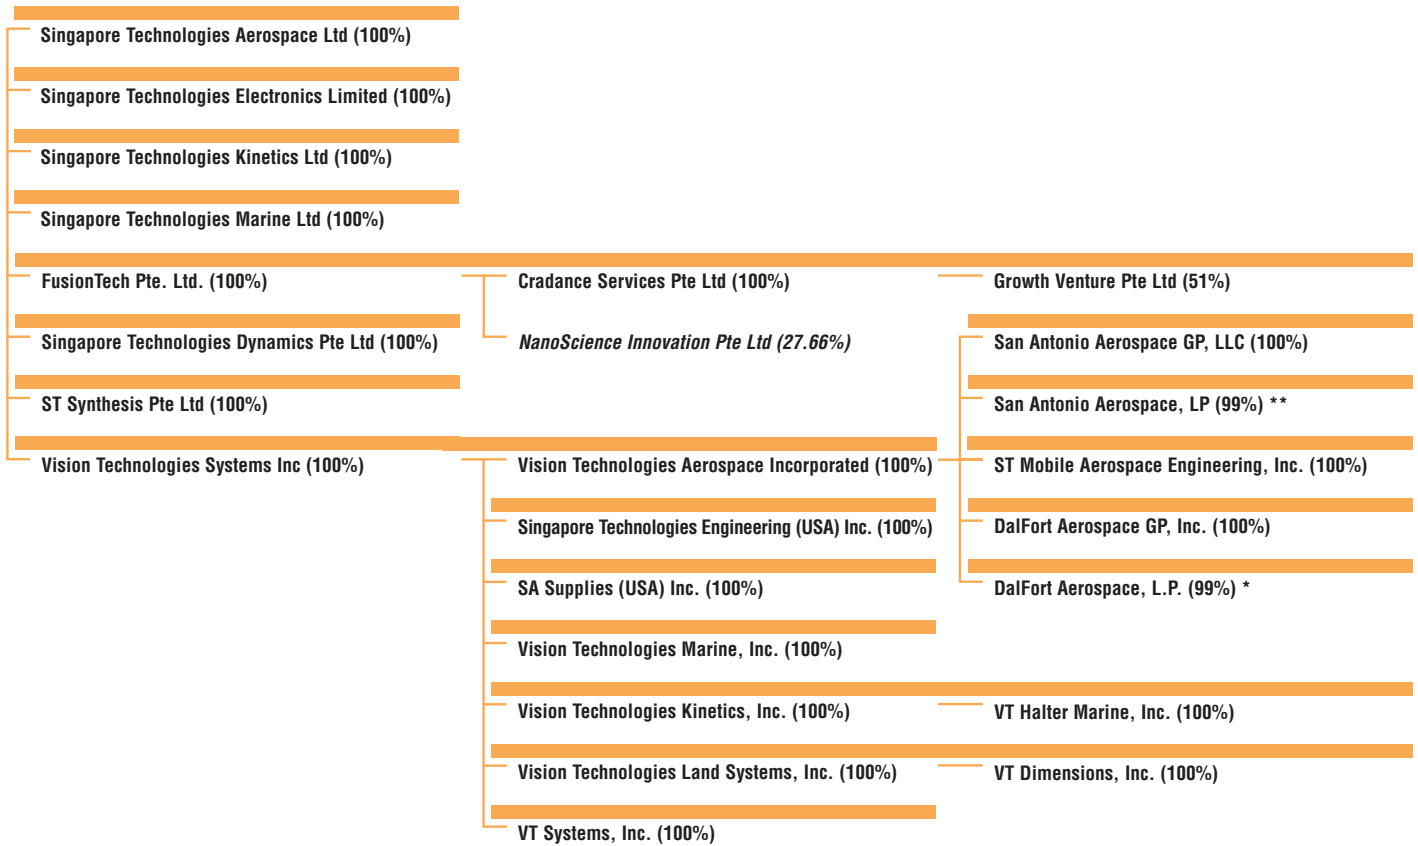 Singapore Technologies Aerospace Ltd (100%)
Singapore Technologies Electronics Limited (100%)
Singapore Technologies Kinetics Ltd (100%)
Singapore Technologies Marine Ltd (100%)
FusionTech Pte. Ltd. (100%)
Cradance Services Pte Ltd (100%)
Growth Venture Pte Ltd (51%)
Singapore Technologies Dynamics Pte Ltd (100%)
NanoScience Innovation Pte Ltd (27.66%)
San Antonio Aerospace GP, LLC (100%)
ST Synthesis Pte Ltd (100%)
San Antonio Aerospace, LP (99%) **
Vision Technologies Systems Inc (100%)
Vision Technologies Aerospace Incorporated (100%)
ST Mobile Aerospace Engineering, Inc. (100%)
Singapore Technologies Engineering (USA) Inc. (100%)
DalFort Aerospace GP, Inc. (100%)
SA Supplies (USA) Inc. (100%)
DalFort Aerospace, L.P. (99%) *
Vision Technologies Marine, Inc. (100%)
Vision Technologies Kinetics, Inc. (100%)
VT Halter Marine, Inc. (100%)
Vision Technologies Land Systems, Inc. (100%)
VT Dimensions, Inc. (100%)
VT Systems, Inc. (100%)